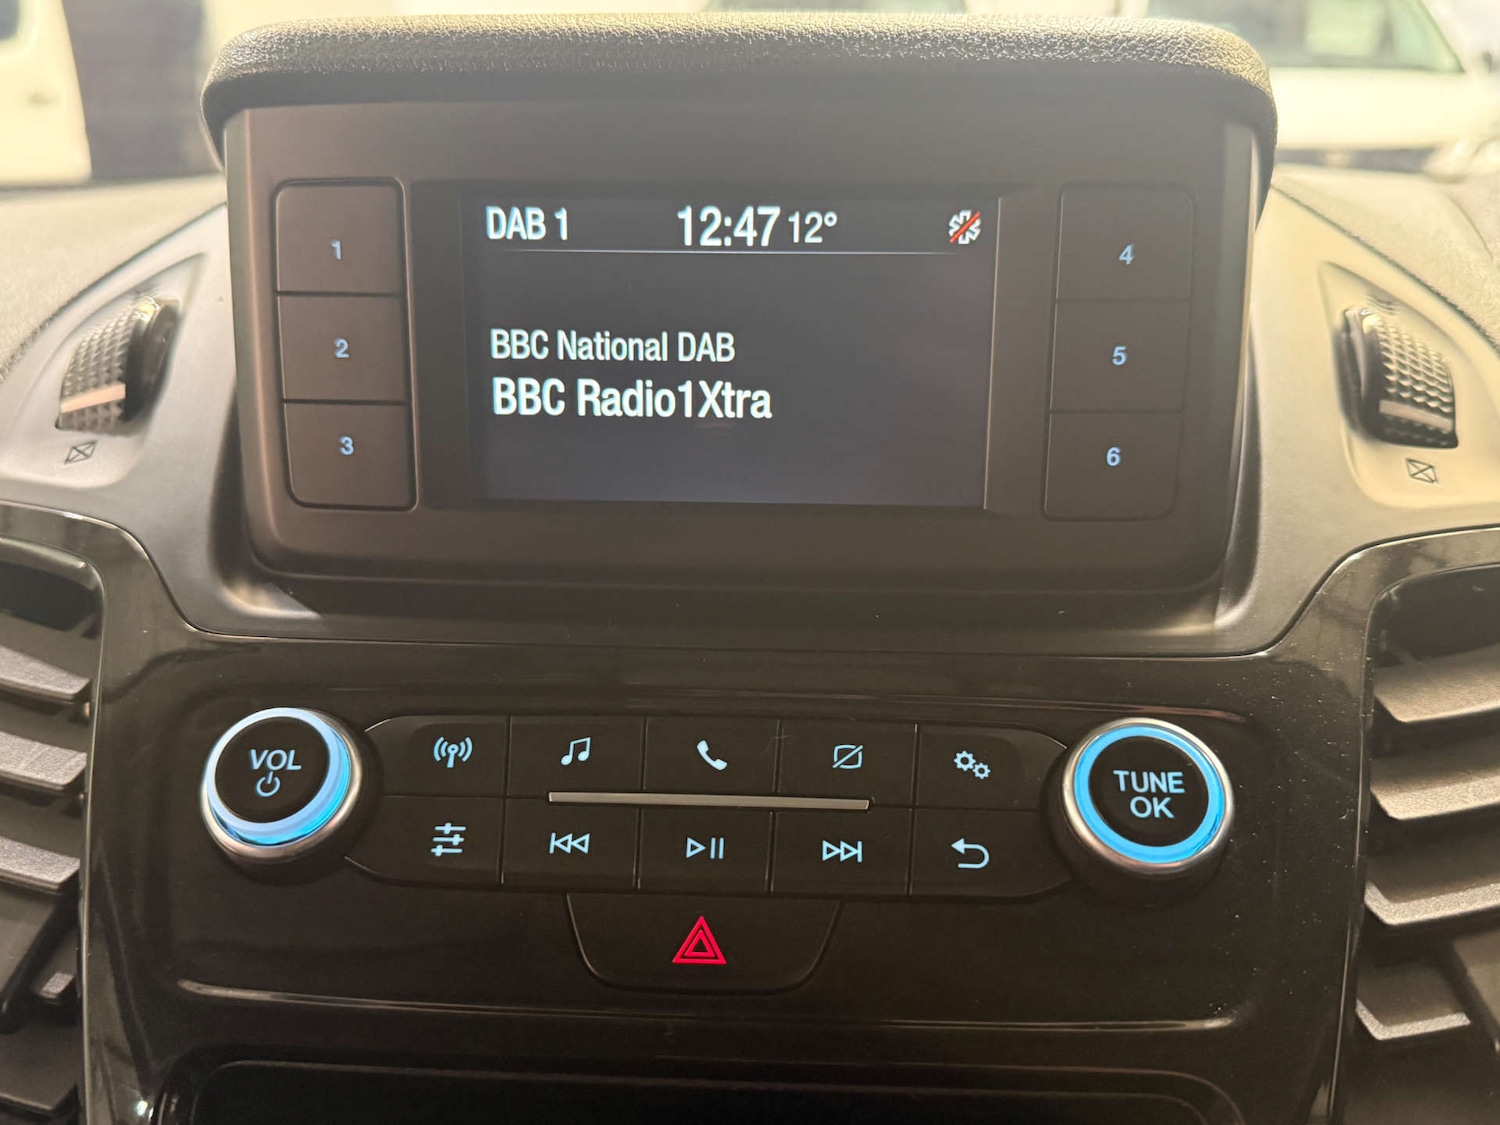 DAB 1 12:47 12°
BBC National DAB
BBC Radio1Xtra
1
2
3
4
5
6
VOL
TUNE
OK